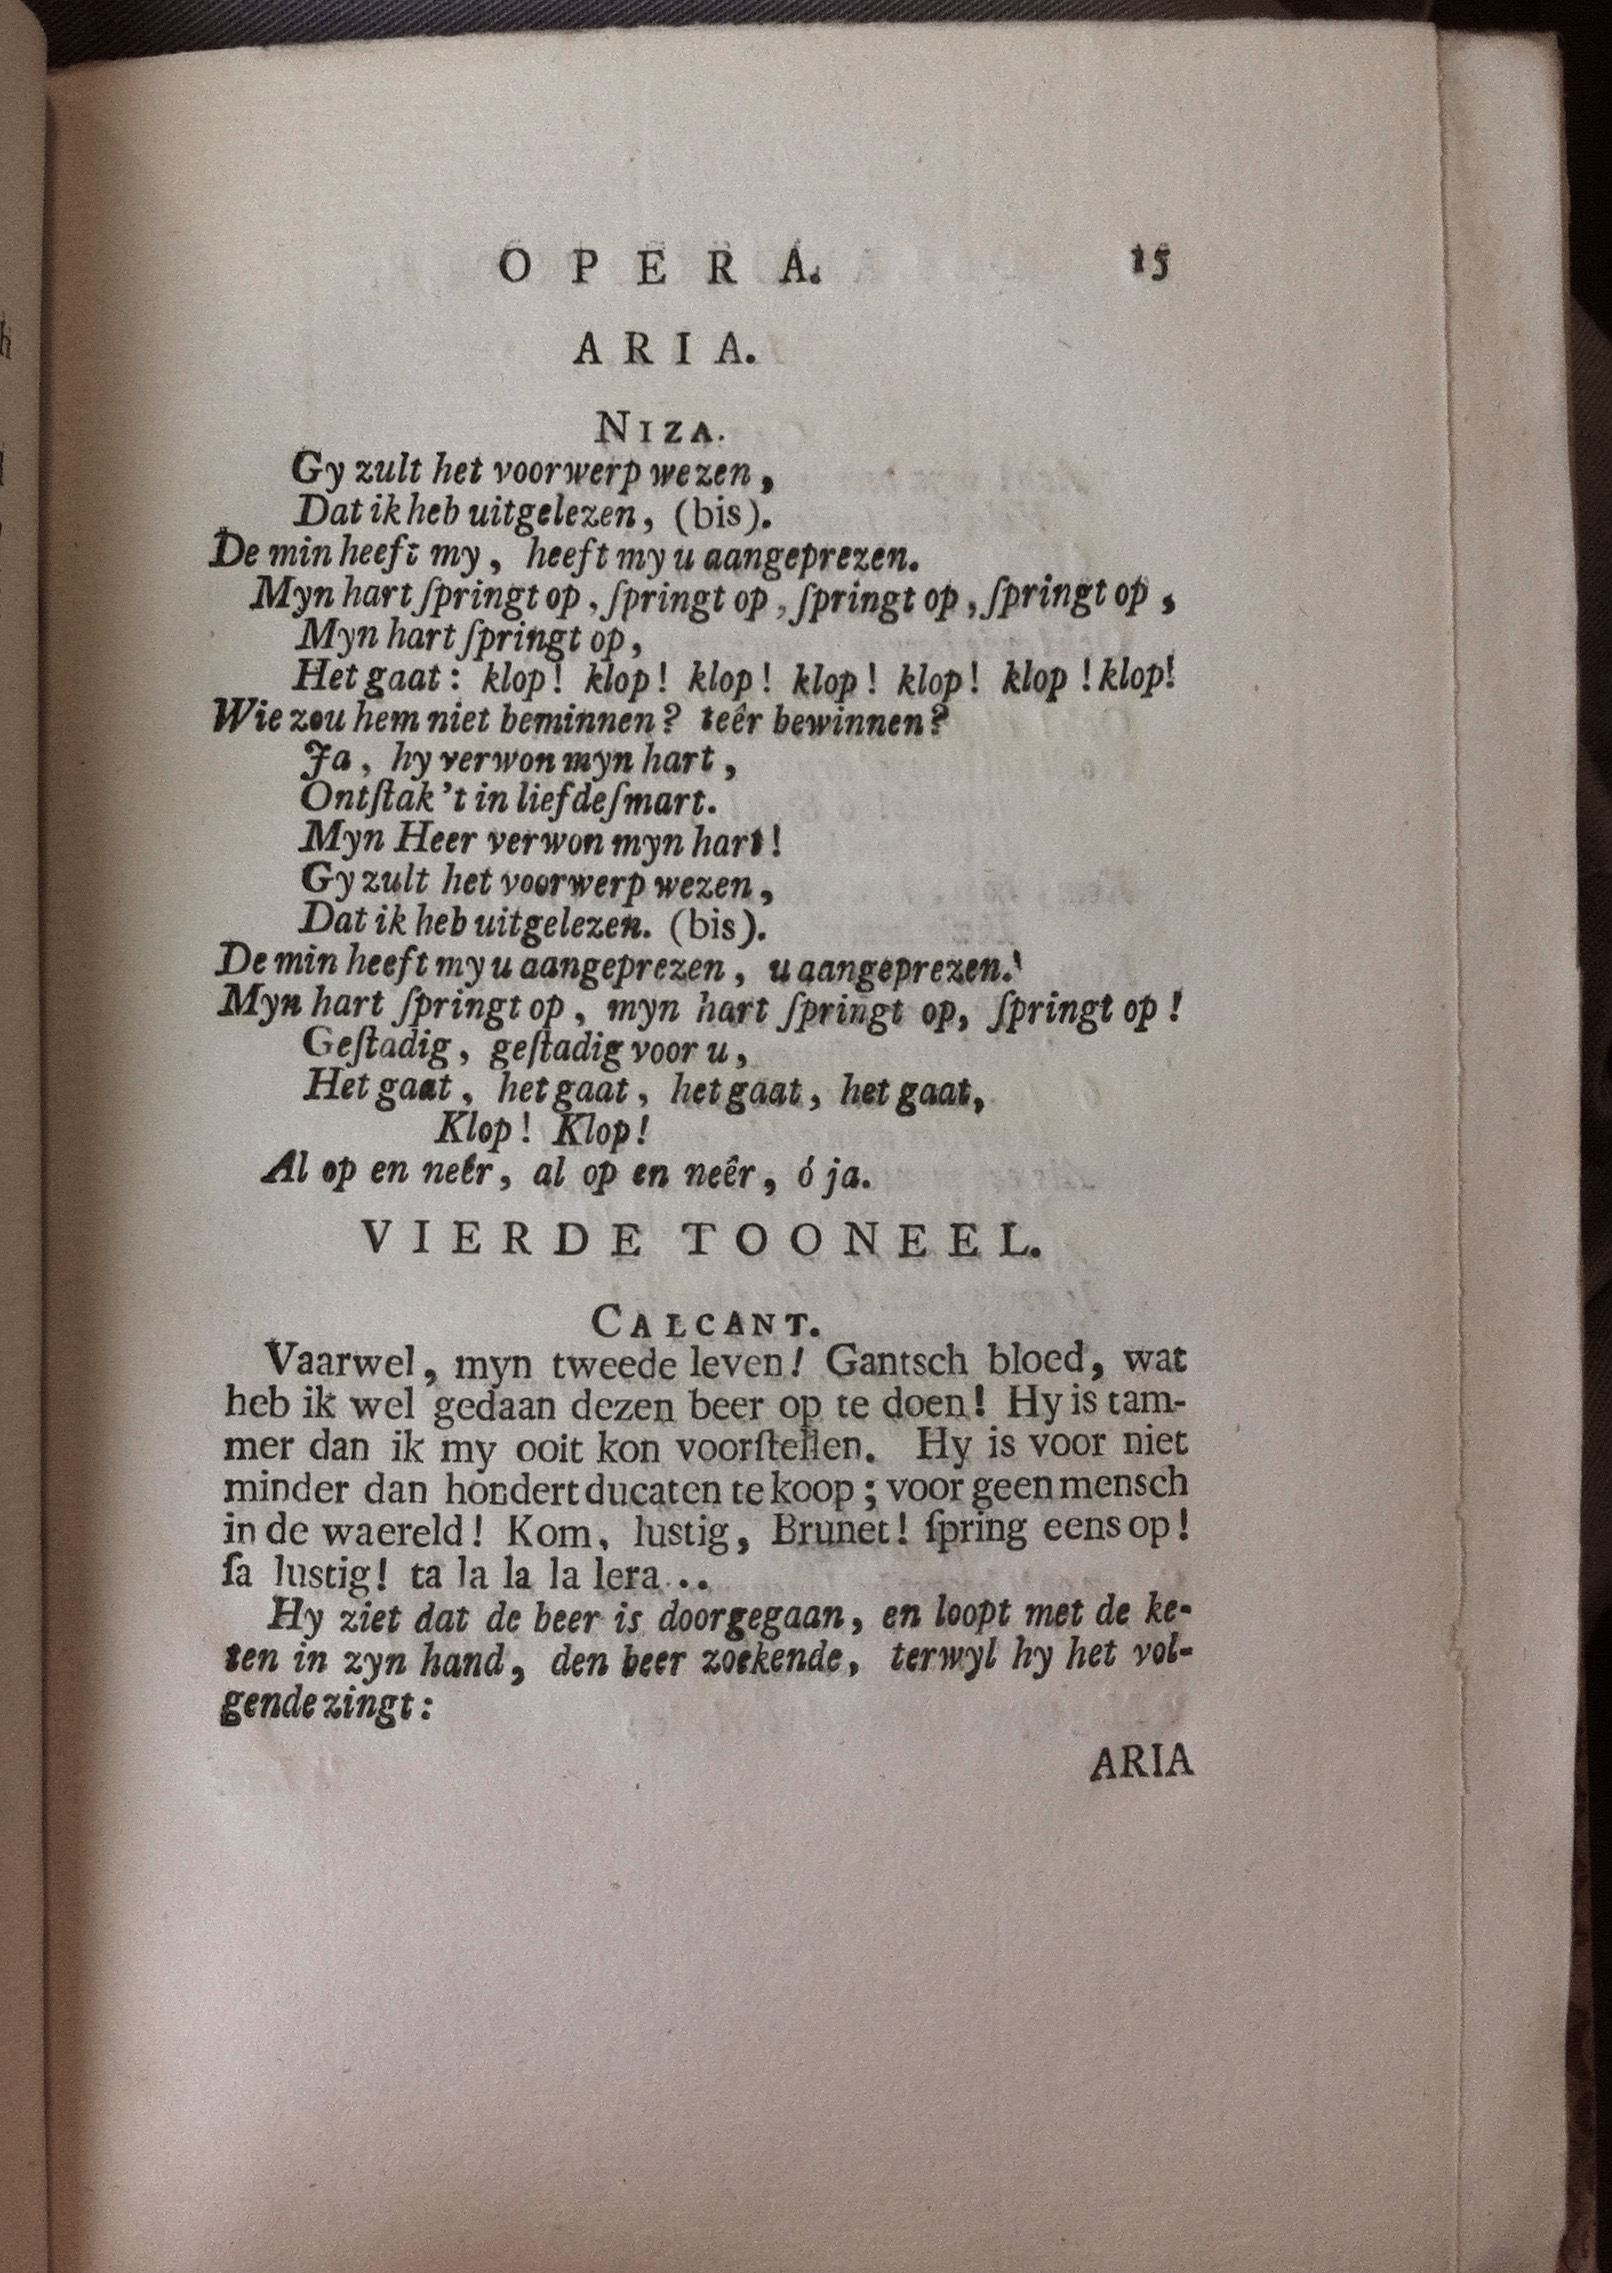 OPERA. 15
ARIA.
NIZA.
Gy zult het voorwerp wezen,
Dat ik heb uitgelezen, (bis).
De min heeft my, heeft my u aangeprezen.
Myn hart ſpringt op, ſpringt op, ſpringt op, ſpringt op,
Myn hart ſpringt op,
Het gaat: klop! klop! klop! klop! klop! klop! klop!
Wie zou hem niet beminnen? teêr bewinnen?
Ja, hy verwon myn hart,
Ontſtak 't in liefdeſmart.
Myn Heer verwon myn hart!
Gy zult het voorwerp wezen,
Dat ik heb uitgelezen. (bis).
De min heeft my u aangeprezen, u aangeprezen.
Myn hart ſpringt op, myn hart ſpringt op, ſpringt op!
Geſtadig, geſtadig voor u,
Het gaat, het gaat, het gaat, het gaat,
Klop! Klop!
Al op en neêr, al op en neêr, ó ja.
VIERDE TOONEEL.
CALCANT.
Vaarwel, myn tweede leven! Gantsch bloed, wat
heb ik wel gedaan dezen beer op te doen! Hy is tam-
mer dan ik my ooit kon voorſtellen. Hy is voor niet
minder dan hondert ducaten te koop; voor geen mensch
in de waereld! Kom, lustig, Brunet! ſpring eens op!
ſa lustig! ta la la la lera...
Hy ziet dat de beer is doorgegaan, en loopt met de ke-
ten in zyn hand, den beer zoekende, terwyl hy het vol-
gende zingt:
ARIA